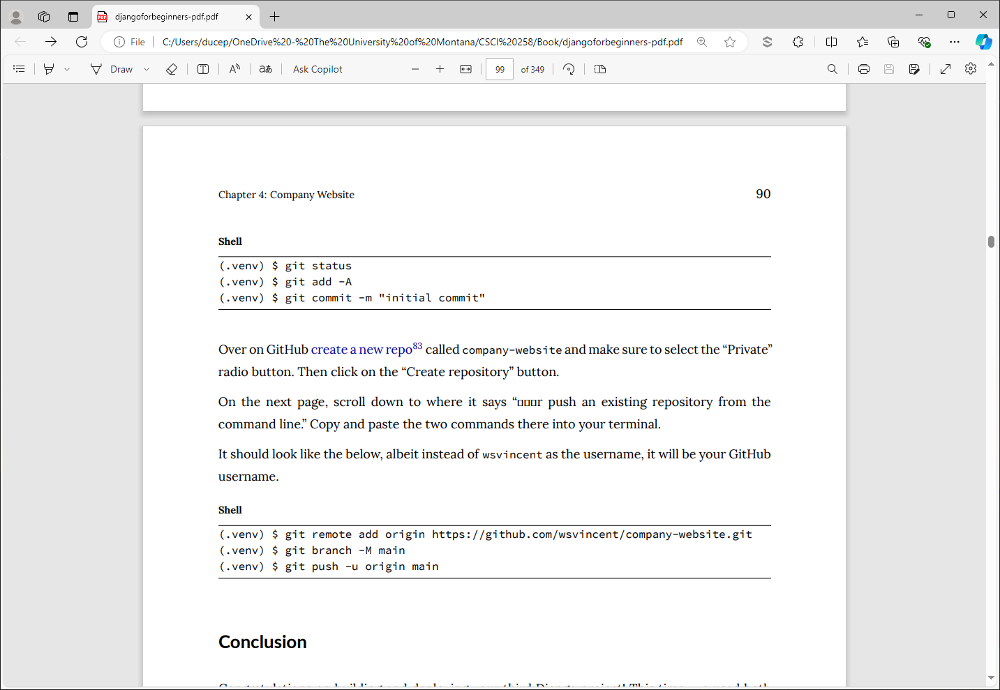 djangoforbeginners-pdf.pdf
File
C:/Users/ducep/OneDrive%20-%20The%20University%20of%20Montana/CSCI%20258/Book/djangoforbeginners-pdf.pdf
Draw
Ask Copilot
99 of 349
Chapter 4: Company Website 90
Shell
(.venv) $ git status
(.venv) $ git add -A
(.venv) $ git commit -m "initial commit"
Over on GitHub create a new repo83 called company-website and make sure to select the “Private”
radio button. Then click on the “Create repository” button.
On the next page, scroll down to where it says “▯▯▯r push an existing repository from the
command line.” Copy and paste the two commands there into your terminal.
It should look like the below, albeit instead of wsvincent as the username, it will be your GitHub
username.
Shell
(.venv) $ git remote add origin https://github.com/wsvincent/company-website.git
(.venv) $ git branch -M main
(.venv) $ git push -u origin main
Conclusion